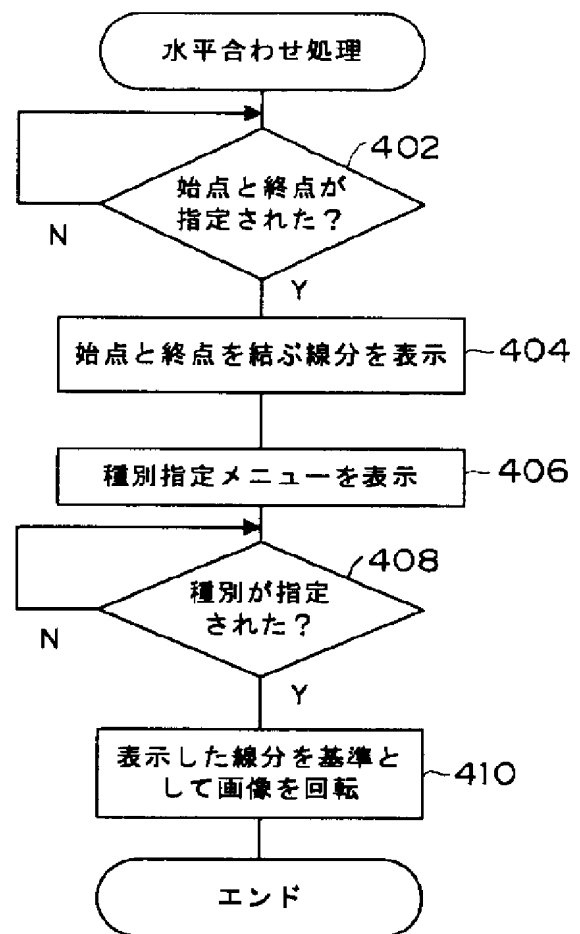 水平合わせ処理
402
始点と終点が
指定された?
N
Y
始点と終点を結ぶ線分を表示
404
種別指定メニューを表示
406
408
種別が指定
された?
N
Y
表示した線分を基準と
して画像を回転
410
エンド